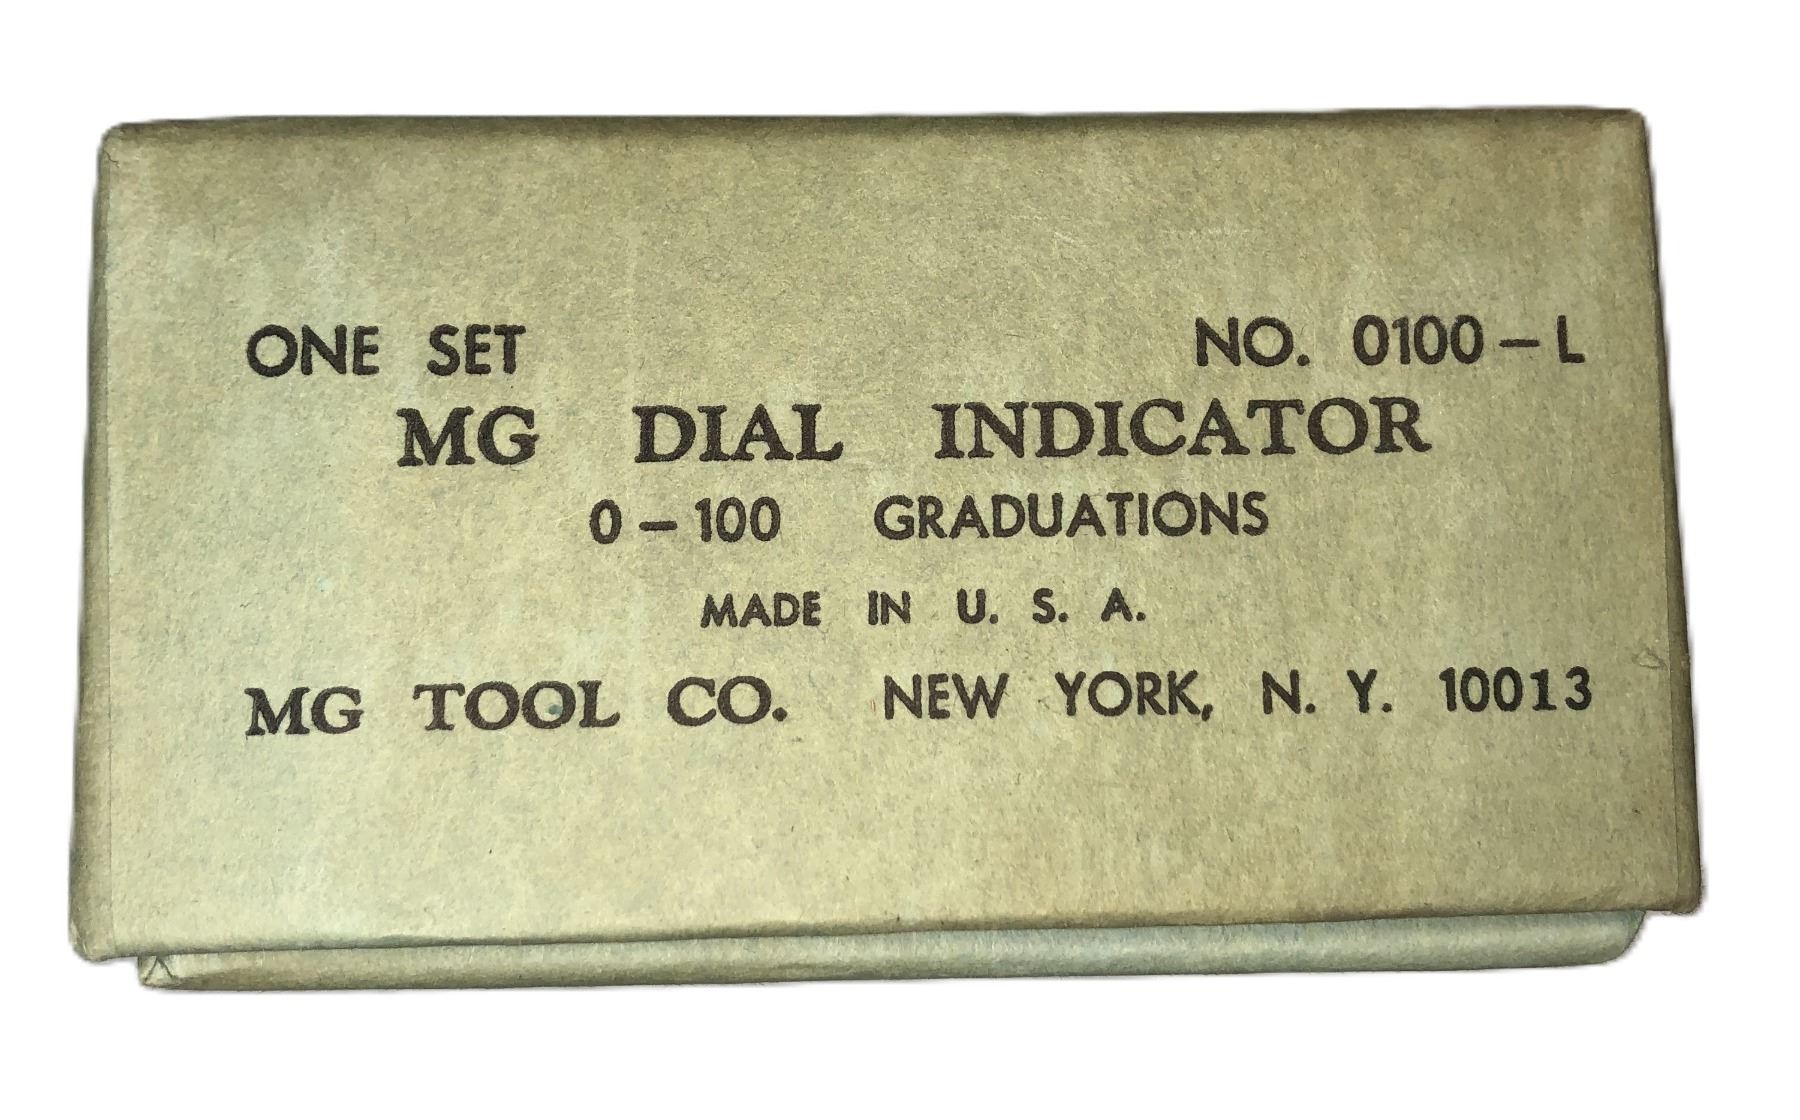 ONE SET NO. 0100-L
MG DIAL INDICATOR
0-100 GRADUATIONS
MADE IN U. S. A.
MG TOOL CO. NEW YORK, N. Y. 10013